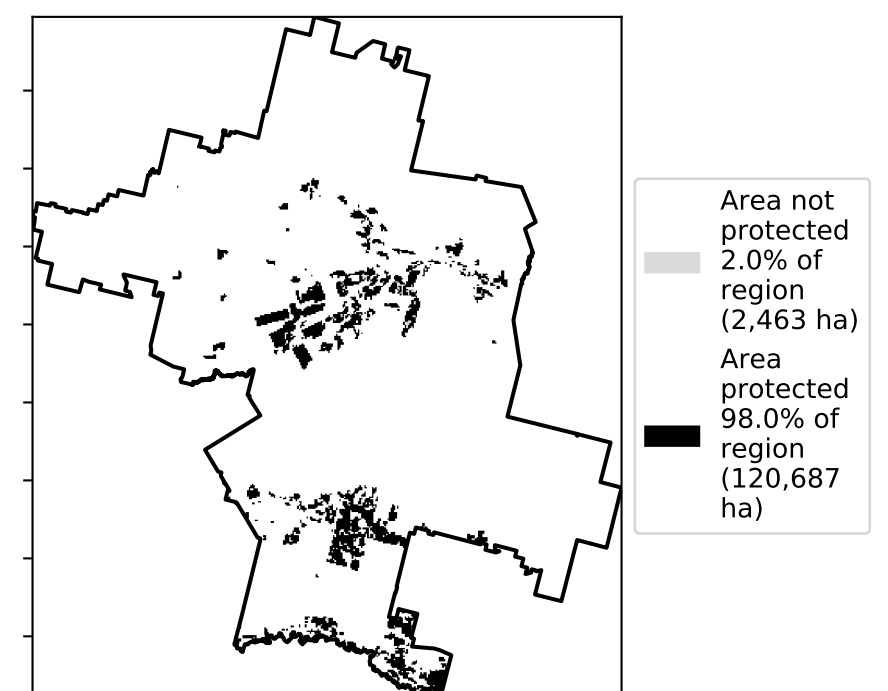 Area not
protected
2.0% of
region
(2,463 ha)
Area
protected
98.0% of
region
(120,687
ha)